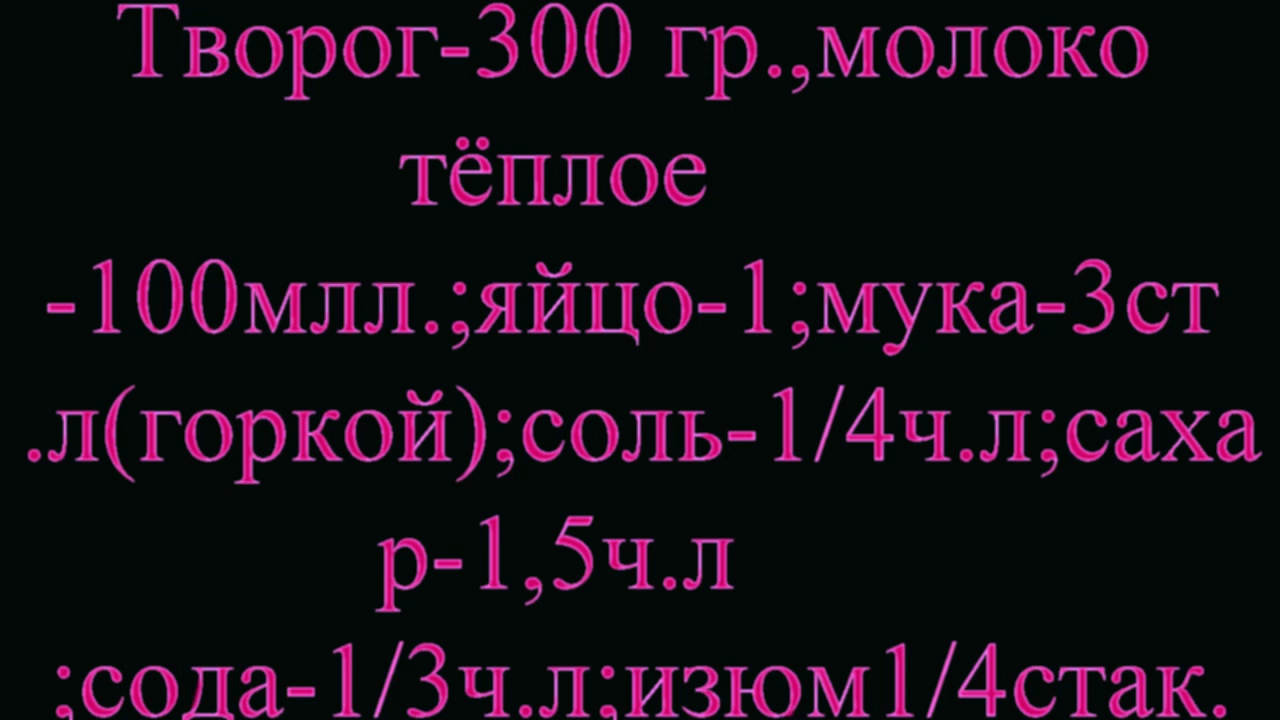 Творог-300 гр.,молоко
тёплое
-100млл.;яйцо-1;мука-3ст
.л(горкой);соль-1/4ч.л;саха
р-1,5ч.л
;сода-1/3ч.л;изюм1/4стак.